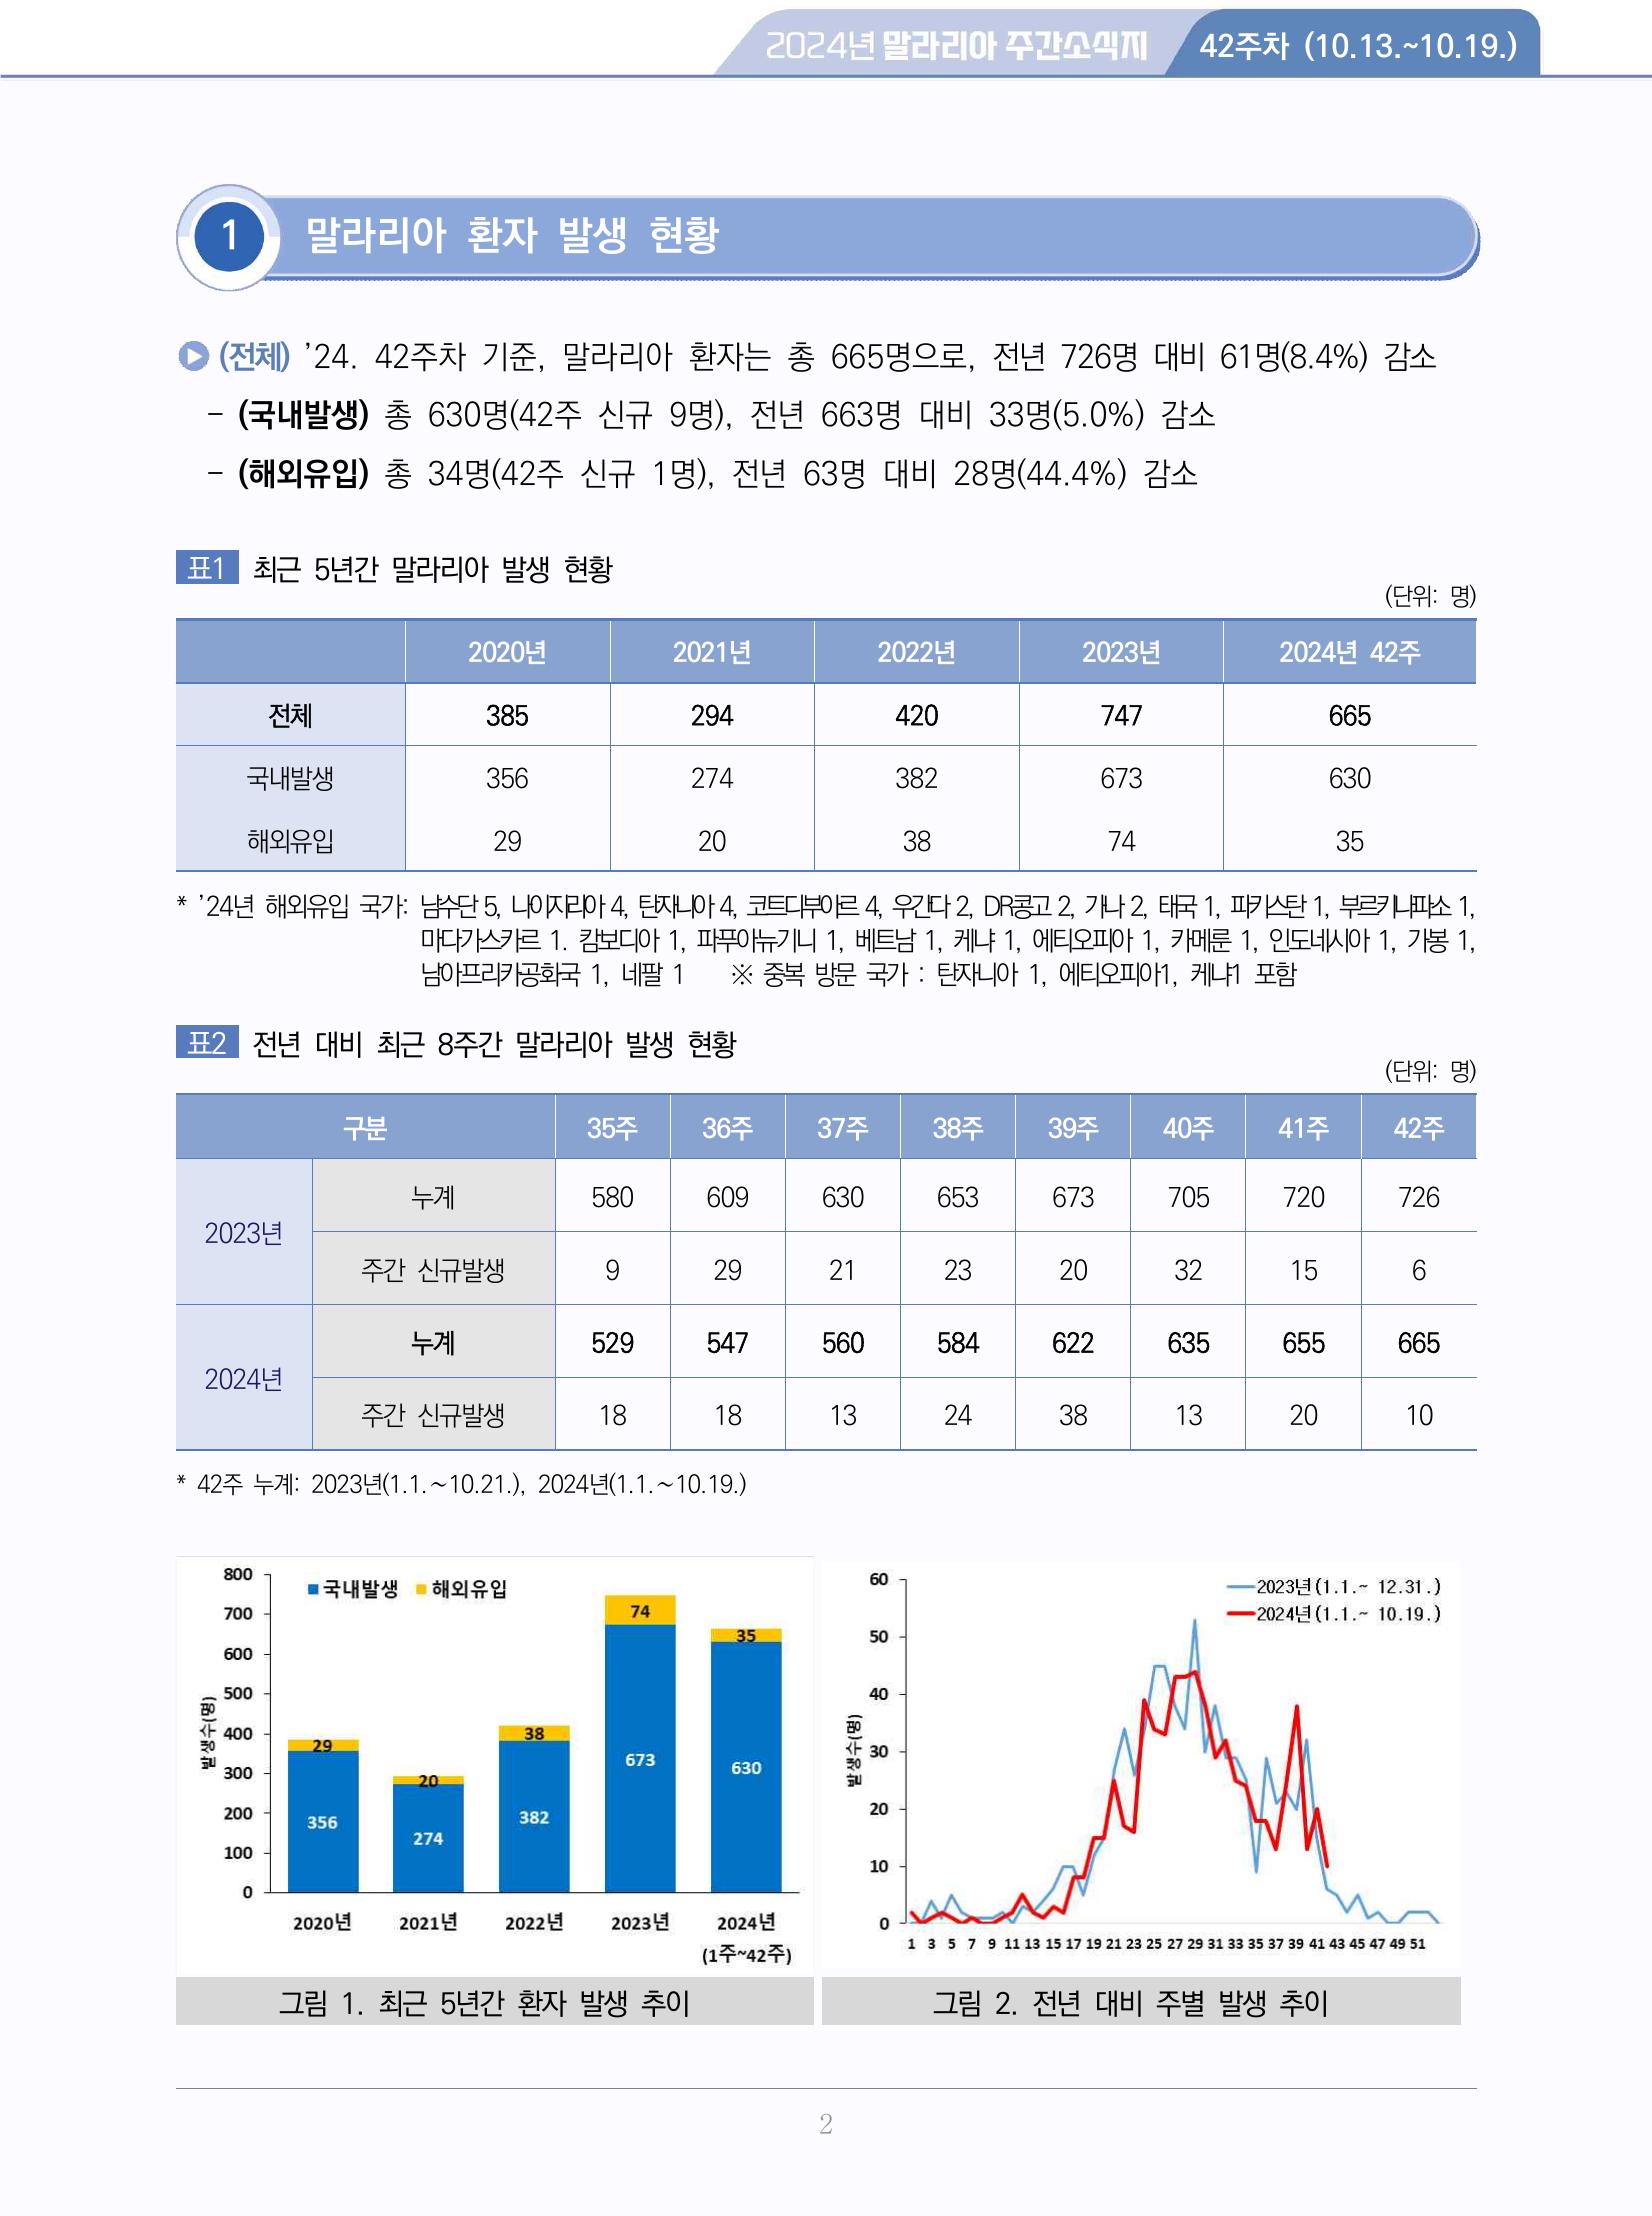 2024년 말라리아 주간소식지 42주차 (10.13.~10.19.)
1 말라리아 환자 발생 현황
(전체) ’24. 42주차 기준, 말라리아 환자는 총 665명으로, 전년 726명 대비 61명(8.4%) 감소
- (국내발생) 총 630명(42주 신규 9명), 전년 663명 대비 33명(5.0%) 감소
- (해외유입) 총 34명(42주 신규 1명), 전년 63명 대비 28명(44.4%) 감소
표1 최근 5년간 말라리아 발생 현황
(단위: 명)
2020년 2021년 2022년 2023년 2024년 42주
전체 385 294 420 747 665
국내발생 356 274 382 673 630
해외유입 29 20 38 74 35
* ’24년 해외유입 국가: 남수단 5, 나이지리아 4, 탄자니아 4, 코트디부아르 4, 우간다 2, DR콩고 2, 가나 2, 태국 1, 파키스탄 1, 부르키나파소 1,
마다가스카르 1. 캄보디아 1, 파푸아뉴기니 1, 베트남 1, 케냐 1, 에티오피아 1, 카메룬 1, 인도네시아 1, 가봉 1,
남아프리카공화국 1, 네팔 1 ※ 중복 방문 국가 : 탄자니아 1, 에티오피아1, 케냐1 포함
표2 전년 대비 최근 8주간 말라리아 발생 현황
(단위: 명)
구분 35주 36주 37주 38주 39주 40주 41주 42주
2023년
누계 580 609 630 653 673 705 720 726
주간 신규발생 9 29 21 23 20 32 15 6
2024년
누계 529 547 560 584 622 635 655 665
주간 신규발생 18 18 13 24 38 13 20 10
* 42주 누계: 2023년(1.1.~10.21.), 2024년(1.1.~10.19.)
국내발생 해외유입
발생수(명)
800
700
600
500
400
300
200
100
0
29 20 38 74 35
356 274 382 673 630
2020년 2021년 2022년 2023년 2024년
(1주~42주)
그림 1. 최근 5년간 환자 발생 추이
2023년(1.1.~ 12.31.)
2024년(1.1.~ 10.19.)
발생수(명)
60
50
40
30
20
10
0
1 3 5 7 9 11 13 15 17 19 21 23 25 27 29 31 33 35 37 39 41 43 45 47 49 51
그림 2. 전년 대비 주별 발생 추이
2